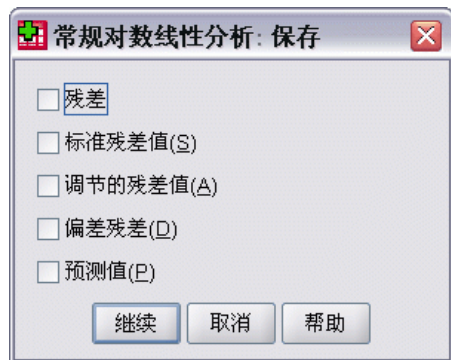 常规对数线性分析: 保存
残差
标准残差值(S)
调节的残差值(A)
偏差残差(D)
预测值(P)
继续 取消 帮助